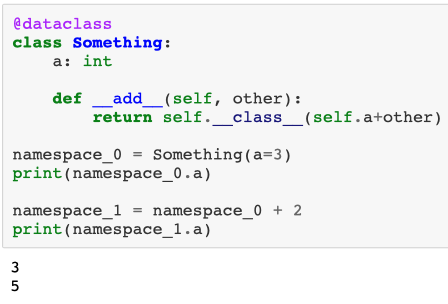 @dataclass
class Something:
    a: int

    def __add__(self, other):
        return self.__class__(self.a+other)

namespace_0 = Something(a=3)
print(namespace_0.a)

namespace_1 = namespace_0 + 2
print(namespace_1.a)

3
5